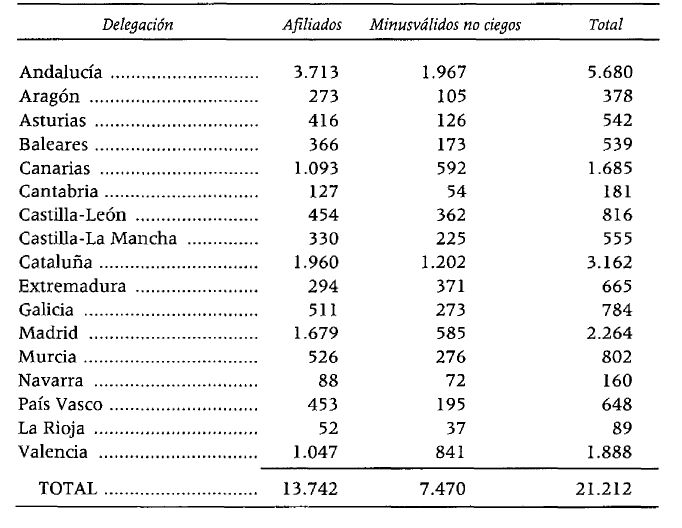 Delegación Afiliados Minusválidos no ciegos Total
Andalucía ............................. 3.713 1.967 5.680
Aragón ................................. 273 105 378
Asturias ................................ 416 126 542
Baleares ................................ 366 173 539
Canarias ................................ 1.093 592 1.685
Cantabria .............................. 127 54 181
Castilla-León ........................ 454 362 816
Castilla-La Mancha .............. 330 225 555
Cataluña ............................... 1.960 1.202 3.162
Extremadura ........................ 294 371 665
Galicia ................................... 511 273 784
Madrid .................................. 1.679 585 2.264
Murcia .................................. 526 276 802
Navarra ................................. 88 72 160
País Vasco ............................. 453 195 648
La Rioja ................................. 52 37 89
Valencia ............................... 1.047 841 1.888
TOTAL .............................. 13.742 7.470 21.212